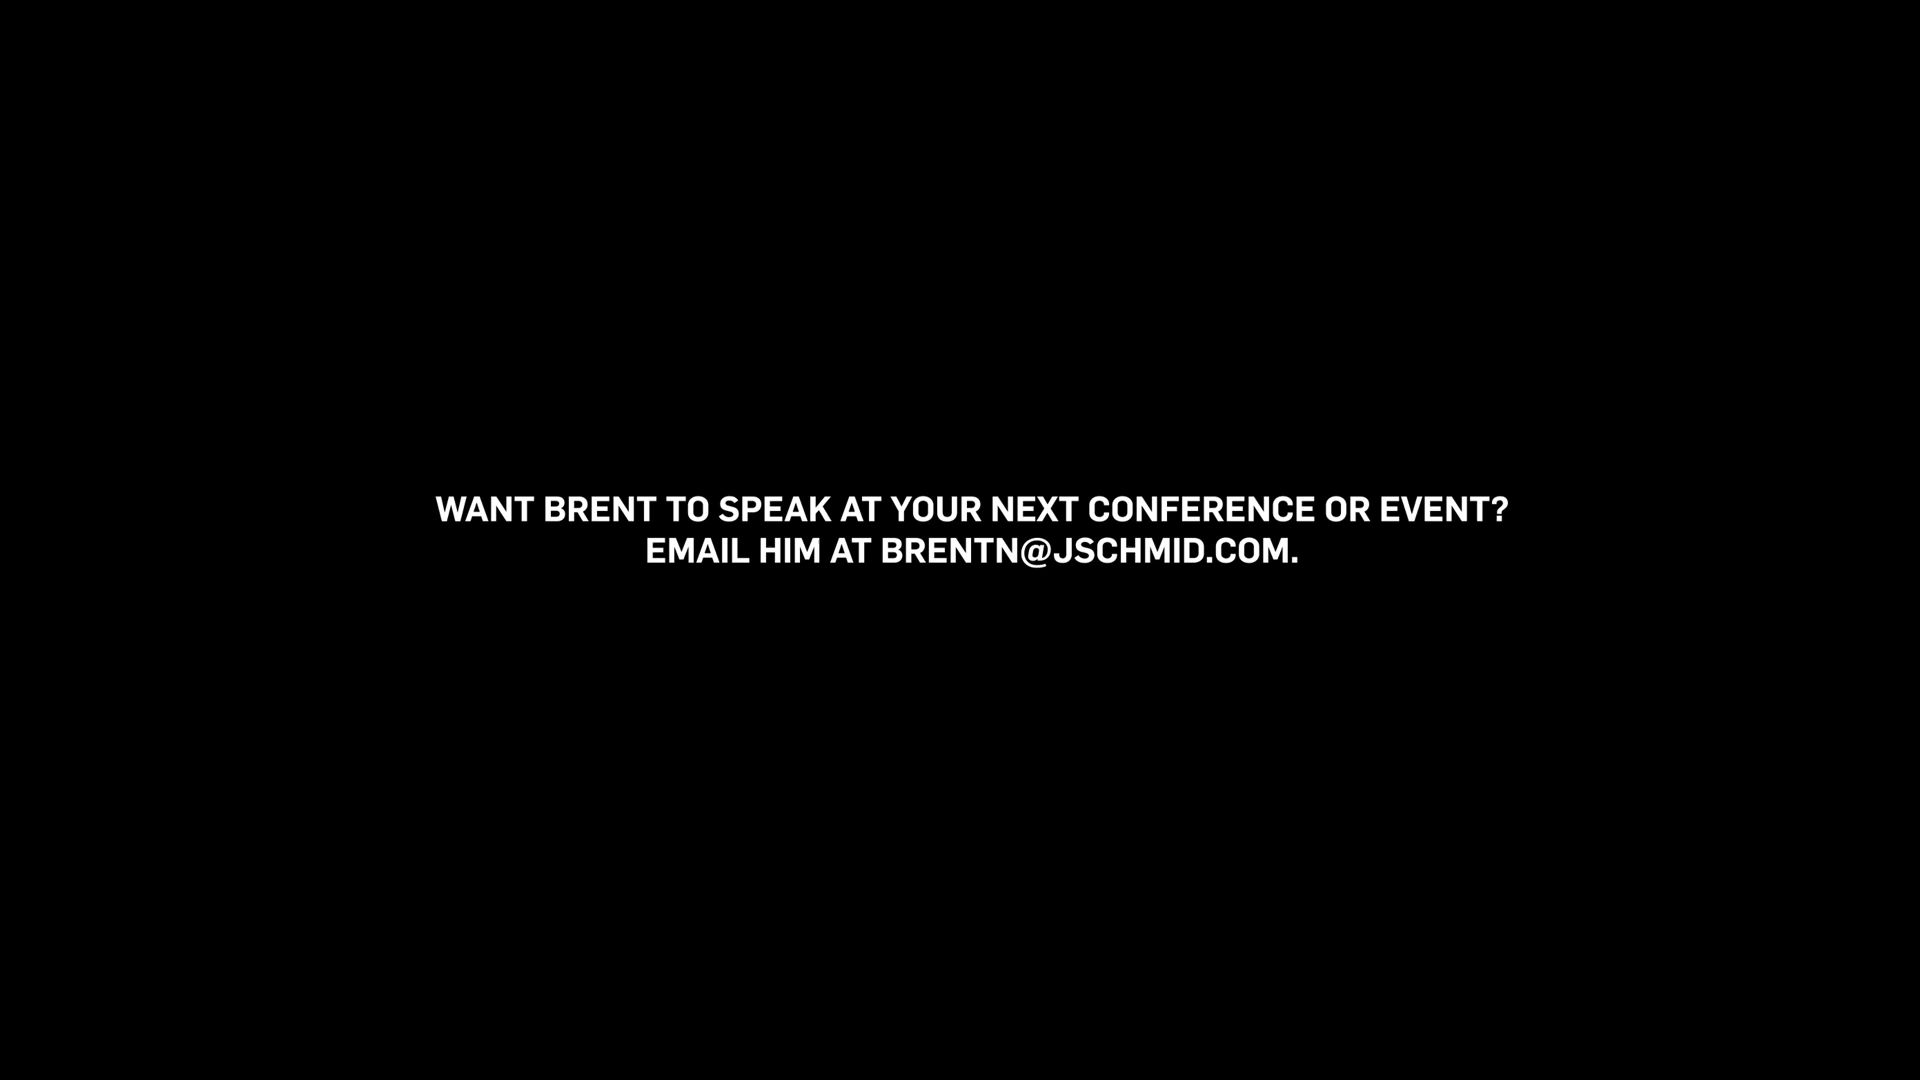 WANT BRENT TO SPEAK AT YOUR NEXT CONFERENCE OR EVENT?
EMAIL HIM AT BRENTN@JSCHMID.COM.